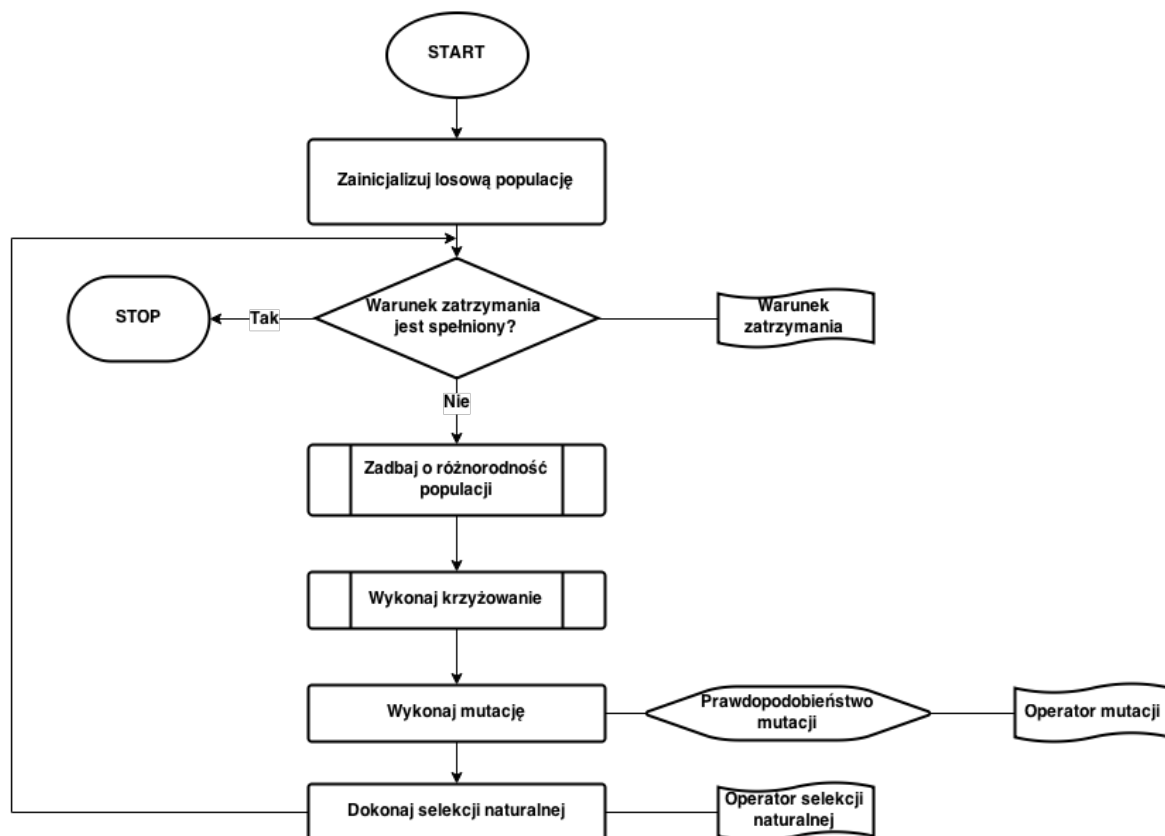 START
Zainicjalizuj losową populację
Warunek zatrzymania
jest spełniony?
Tak
STOP
Warunek
zatrzymania
Nie
Zadbaj o różnorodność
populacji
Wykonaj krzyżowanie
Wykonaj mutację
Prawdopodobieństwo
mutacji
Operator mutacji
Dokonaj selekcji naturalnej
Operator selekcji
naturalnej